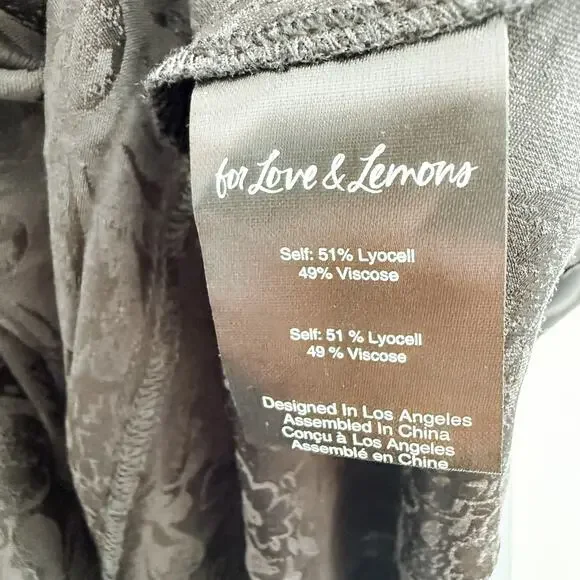 for Love & Lemons
Self: 51% Lyocell
49% Viscose
Self: 51 % Lyocell
49 % Viscose
Designed In Los Angeles
Assembled In China
Conçu à Los Angeles
Assemblé en Chine